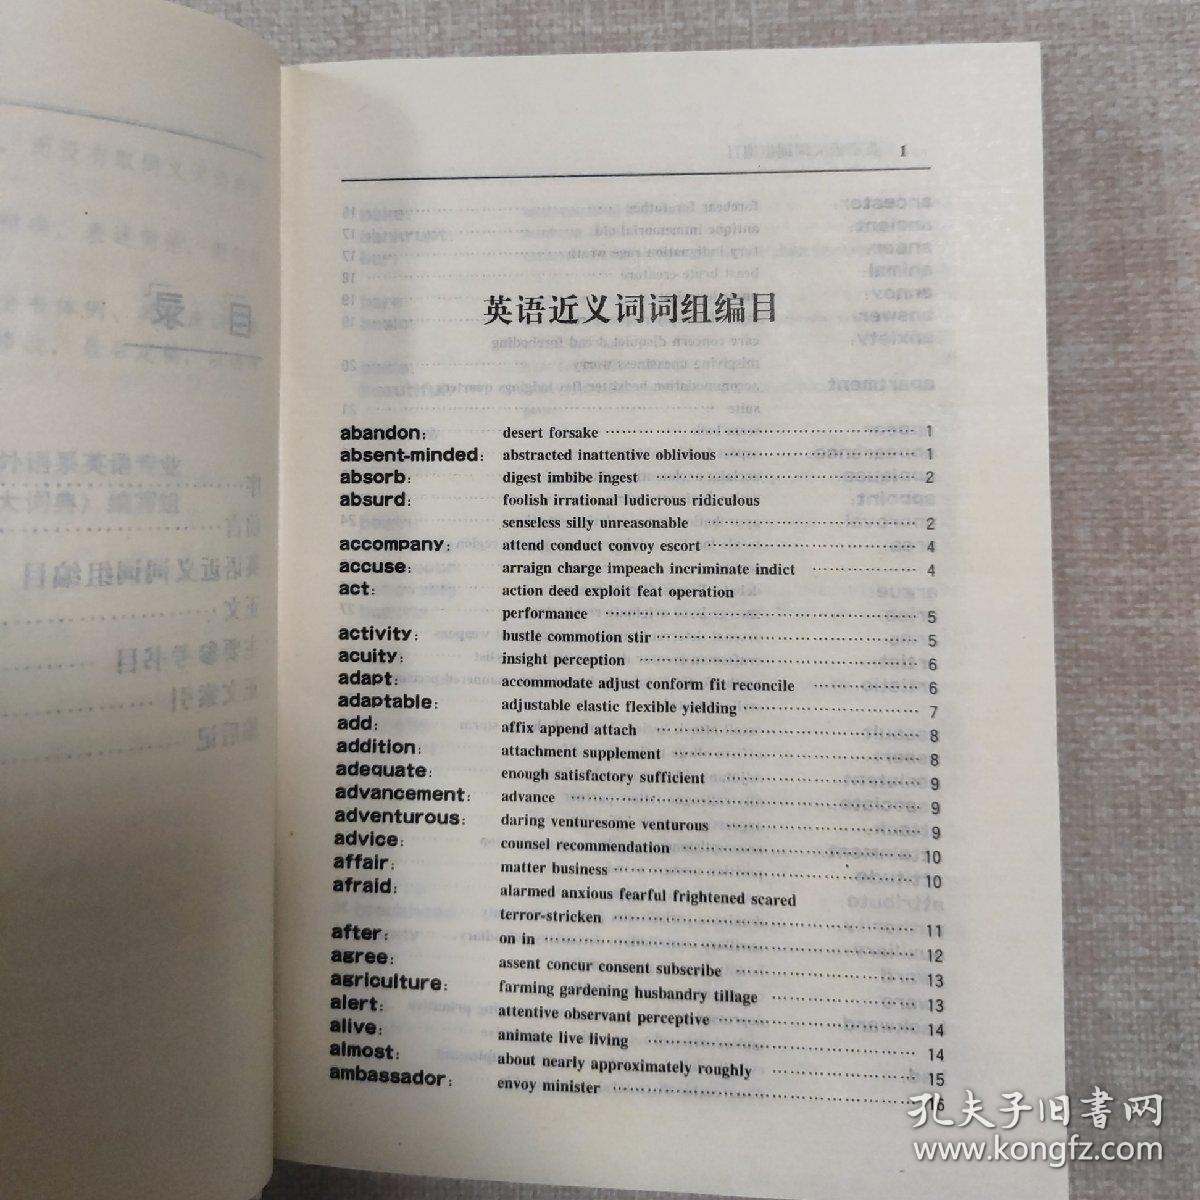 1
英语近义词词组编目
abandon: desert forsake 1
absent-minded: abstracted inattentive oblivious 1
absorb: digest imbibe ingest 2
absurd: foolish irrational ludicrous ridiculous
senseless silly unreasonable 2
accompany: attend conduct convoy escort 4
accuse: arraign charge impeach incriminate indict 4
act: action deed exploit feat operation
performance 5
activity: bustle commotion stir 5
acuity: insight perception 6
adapt: accommodate adjust conform fit reconcile 6
adaptable: adjustable elastic flexible yielding 7
add: affix append attach 8
addition: attachment supplement 8
adequate: enough satisfactory sufficient 9
advancement: advance 9
adventurous: daring venturesome venturous 9
advice: counsel recommendation 10
affair: matter business 10
afraid: alarmed anxious fearful frightened scared
terror-stricken 11
after: on in 12
agree: assent concur consent subscribe 13
agriculture: farming gardening husbandry tillage 13
alert: attentive observant perceptive 14
alive: animate live living 14
almost: about nearly approximately roughly 15
ambassador: envoy minister 16
孔夫子旧书网
www.kongfz.com